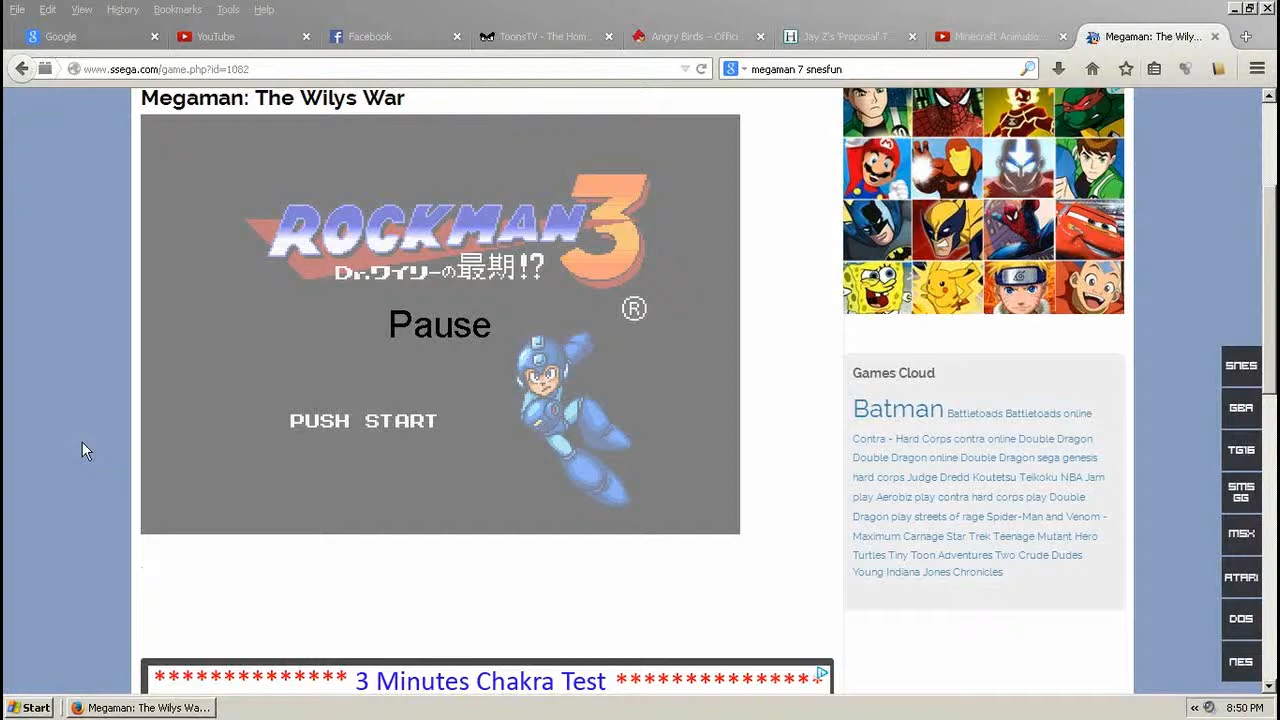 File Edit View History Bookmarks Tools Help
Google
YouTube
Facebook
ToonsTV - The Hom...
Angry Birds – Offici...
Jay Z's 'Proposal' T...
Minecraft Animatio...
Megaman: The Wily...
www.ssega.com/game.php?id=1082
megaman 7 snesfun
Megaman: The Wilys War
ROCKMAN 3
Dr.ワイリーの最期!?
®
Pause
PUSH START
Games Cloud
Batman Battletoads Battletoads online
Contra - Hard Corps contra online Double Dragon
Double Dragon online Double Dragon sega genesis
hard corps Judge Dredd Koutetsu Teikoku NBA Jam
play Aerobiz play contra hard corps play Double
Dragon play streets of rage Spider-Man and Venom -
Maximum Carnage Star Trek Teenage Mutant Hero
Turtles Tiny Toon Adventures Two Crude Dudes
Young Indiana Jones Chronicles
SNES
GBA
TG16
SMS
GG
MSX
ATARI
DOS
NES
************** 3 Minutes Chakra Test ***************
Start
Megaman: The Wilys Wa...
8:50 PM